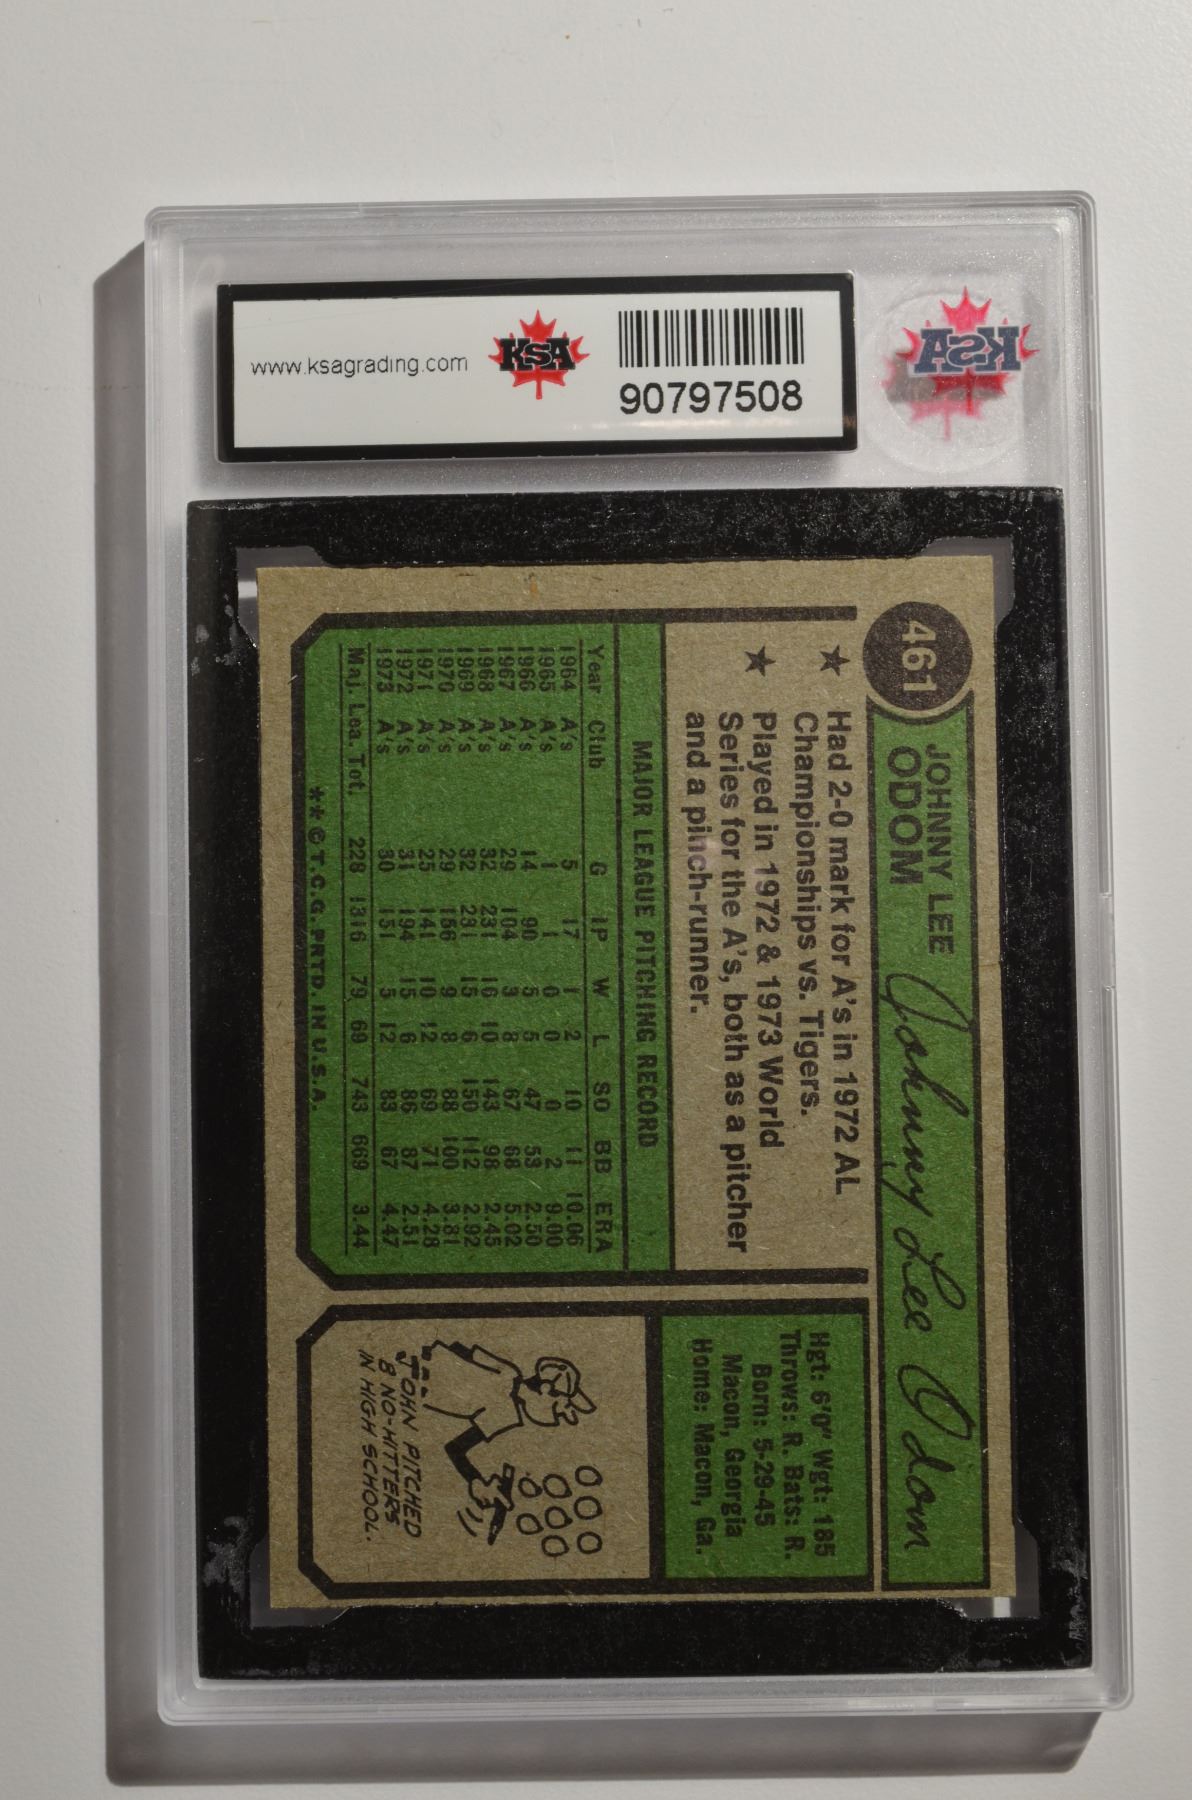 www.ksagrading.com
KSA
90797508
KSA
461
JOHNNY LEE
ODOM
Johnny Lee Odom
★ Had 2-0 mark for A's in 1972 AL
Championships vs. Tigers.
★ Played in 1972 & 1973 World
Series for the A's, both as a pitcher
and a pinch-runner.
MAJOR LEAGUE PITCHING RECORD
Year Club G IP W L SO BB ERA
1964 A's 5 17 1 2 10 11 10.06
1965 A's 1 1 0 0 0 2 9.00
1966 A's 14 90 5 5 47 53 2.50
1967 A's 29 104 3 8 67 68 5.02
1968 A's 32 231 16 10 143 98 2.45
1969 A's 32 231 15 6 150 112 2.92
1970 A's 29 156 9 8 88 100 3.81
1971 A's 25 141 10 12 69 71 4.28
1972 A's 31 194 15 6 86 87 2.51
1973 A's 30 151 5 12 83 67 4.47
Maj. Lea. Tot. 228 1316 79 69 743 669 3.44
**© T.C.G. PRTD. IN U.S.A.
Hgt: 6'0" Wgt: 185
Throws: R. Bats: R.
Born: 5-29-45
Macon, Georgia
Home: Macon, Ga.
JOHN PITCHED
8 NO-HITTERS
IN HIGH SCHOOL.